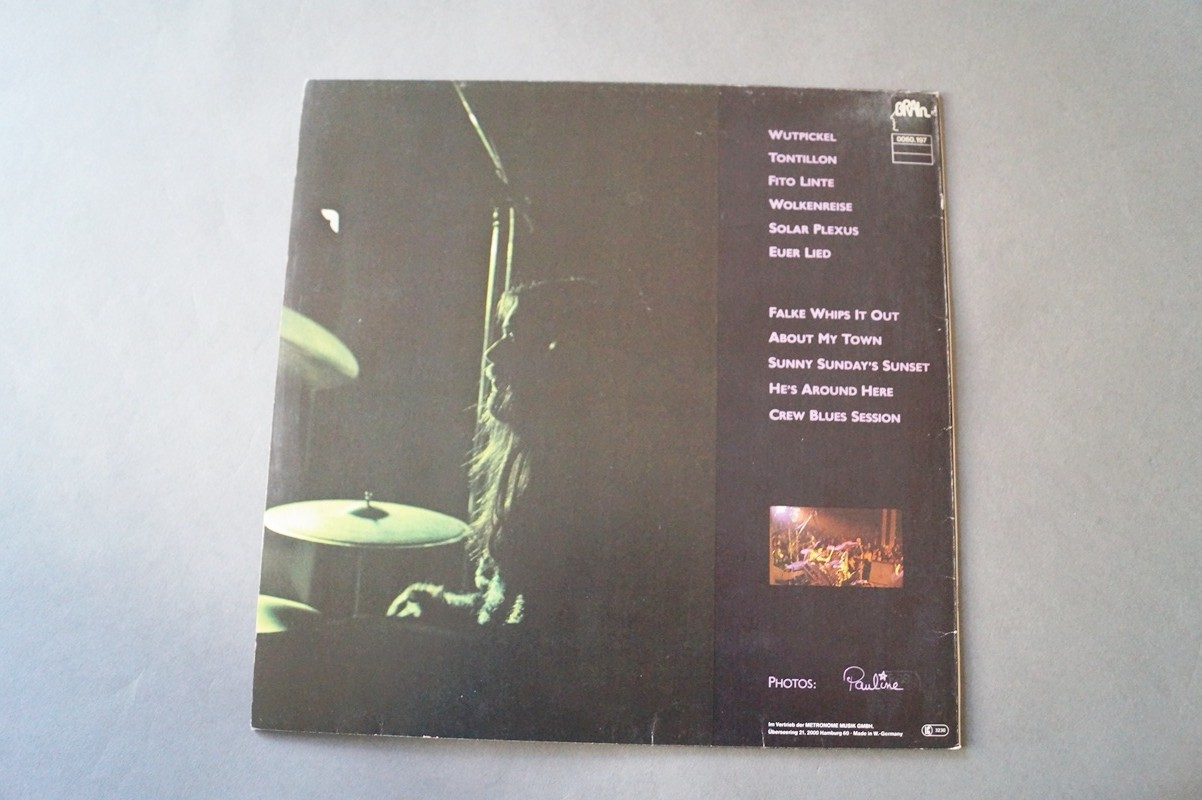 BRAIN
0060.197
WUTPICKEL
TONTILLON
FITO LINTE
WOLKENREISE
SOLAR PLEXUS
EUER LIED
FALKE WHIPS IT OUT
ABOUT MY TOWN
SUNNY SUNDAY'S SUNSET
HE'S AROUND HERE
CREW BLUES SESSION
PHOTOS: Pauline
Im Vertrieb der METRONOME MUSIK GMBH,
Überseering 21, 2000 Hamburg 60 · Made in W.-Germany
LC 3235